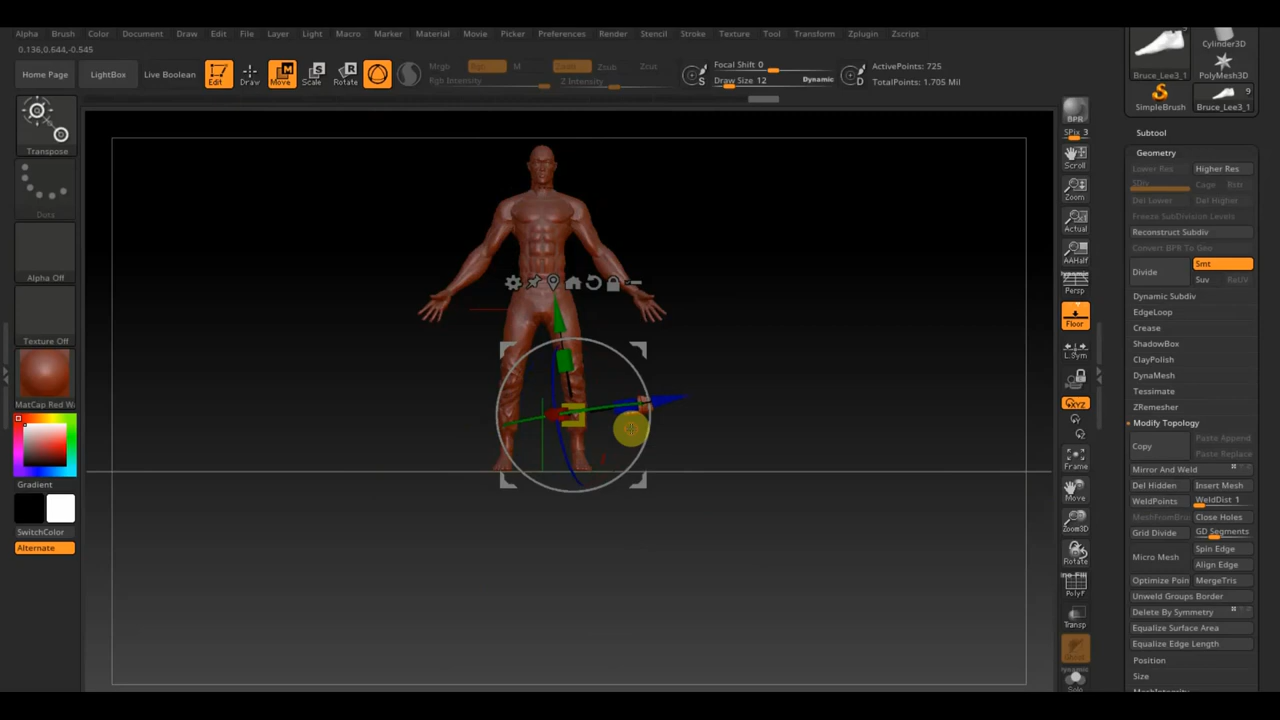 Alpha Brush Color Document Draw Edit File Layer Light Macro Marker Material Movie Picker Preferences Render Stencil Stroke Texture Tool Transform Zplugin Zscript
0.136,0.644,-0.545
Home Page
LightBox
Live Boolean
Edit
Draw
Move
Scale
Rotate
Mrgb Rgb M
Rgb Intensity
Zadd Zsub Zcut
Z Intensity
Focal Shift 0
Draw Size 12 Dynamic
ActivePoints: 725
TotalPoints: 1.705 Mil
Transpose
Dots
Alpha Off
Texture Off
MatCap Red Wa
Gradient
SwitchColor
Alternate
BPR
SPix 3
Scroll
Zoom
Actual
AAHalf
Dynamic
Persp
Floor
L.Sym
XYZ
Frame
Move
Zoom3D
Rotate
PolyF
Transp
Dynamic
Solo
Cylinder3D
Bruce_Lee3_1 PolyMesh3D
9
SimpleBrush Bruce_Lee3_1
Subtool
Geometry
Lower Res Higher Res
SDiv Cage Rstr
Del Lower Del Higher
Freeze SubDivision Levels
Reconstruct Subdiv
Convert BPR To Geo
Divide Smt
Suv ReUV
Dynamic Subdiv
EdgeLoop
Crease
ShadowBox
ClayPolish
DynaMesh
Tessimate
ZRemesher
Modify Topology
Copy Paste Append
Paste Replace
Mirror And Weld
Del Hidden Insert Mesh
WeldPoints WeldDist 1
MeshFromBru Close Holes
Grid Divide GD Segments
Micro Mesh Spin Edge
Align Edge
Optimize Poin MergeTris
Unweld Groups Border
Delete By Symmetry
Equalize Surface Area
Equalize Edge Length
Position
Size
MeshIntegrity